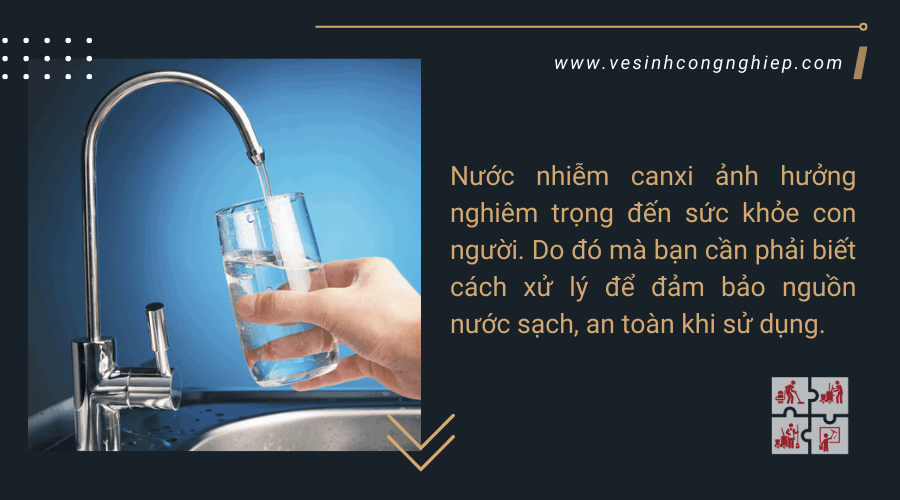 www.vesinhcongnghiep.com
Nước nhiễm canxi ảnh hưởng
nghiêm trọng đến sức khỏe con
người. Do đó mà bạn cần phải biết
cách xử lý để đảm bảo nguồn
nước sạch, an toàn khi sử dụng.